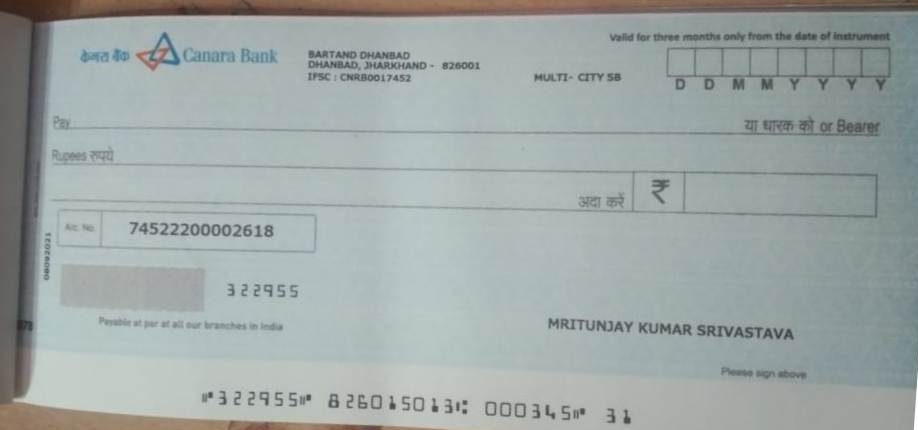 केनरा बैंक Canara Bank
BARTAND DHANBAD
DHANBAD, JHARKHAND - 826001
IFSC : CNRB0017452
MULTI- CITY SB
Valid for three months only from the date of instrument
D D M M Y Y Y Y
Pay
या धारक को or Bearer
Rupees रुपये
अदा करें ₹
A/c. No. 74522200002618
08092021
322955
Payable at par at all our branches in India
MRITUNJAY KUMAR SRIVASTAVA
Please sign above
⑈322955⑈ 826015013⑆ 000345⑈ 31